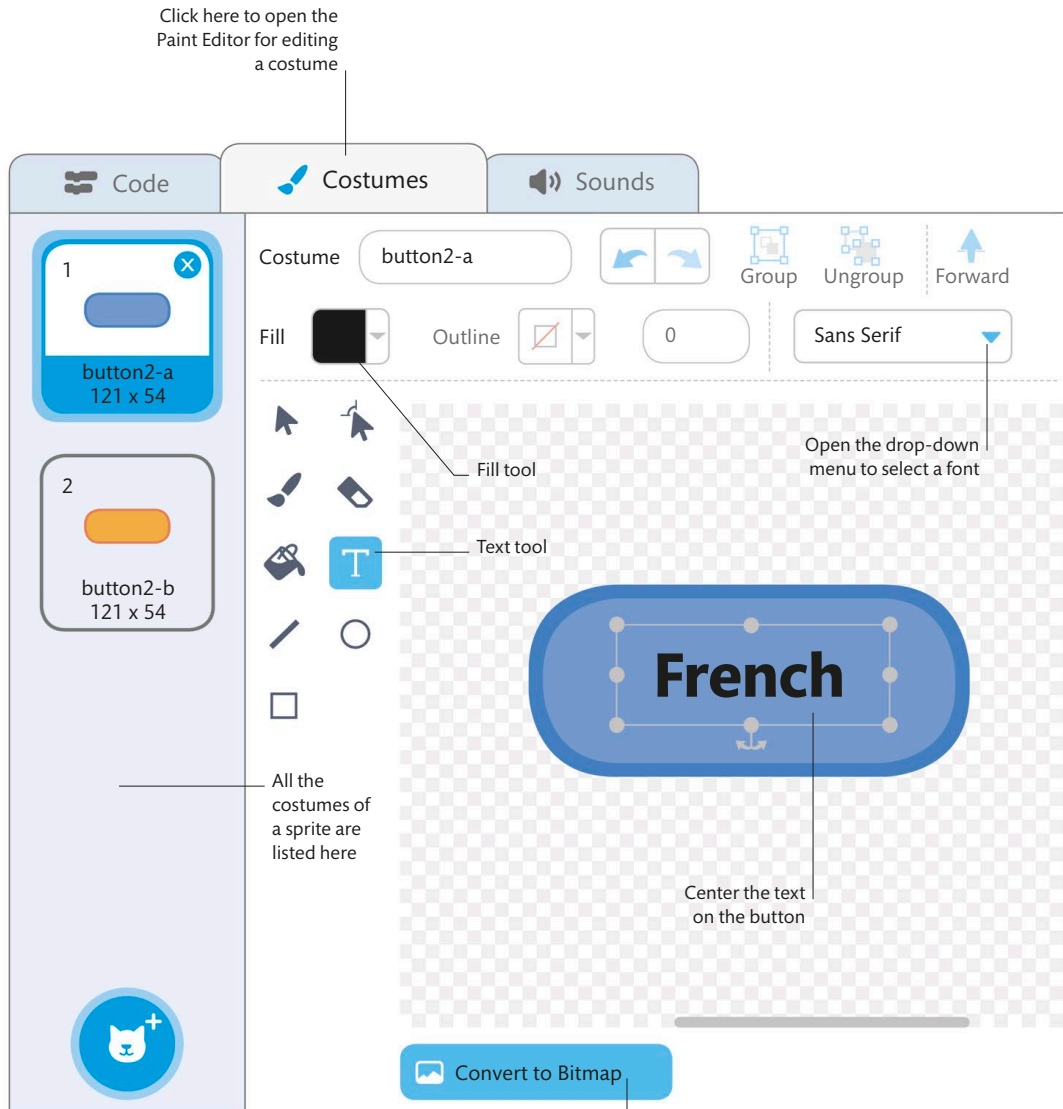 Click here to open the
Paint Editor for editing
a costume
Code
Costumes
Sounds
1
x
button2-a
121 x 54
2
button2-b
121 x 54
Costume
button2-a
Group
Ungroup
Forward
Fill
Outline
0
Sans Serif
Fill tool
Open the drop-down
menu to select a font
T
Text tool
French
All the
costumes of
a sprite are
listed here
Center the text
on the button
Convert to Bitmap